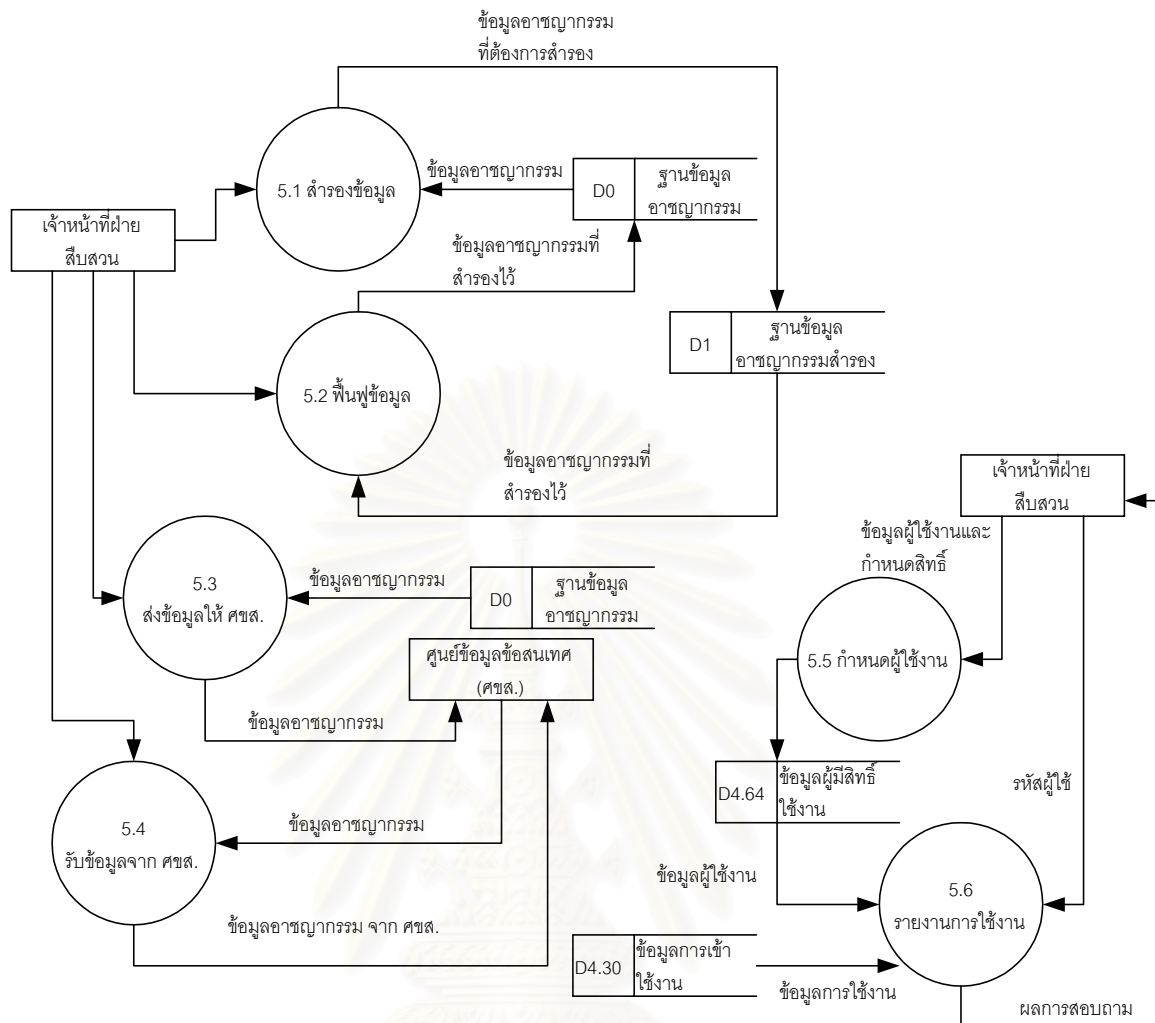 ข้อมูลอาชญากรรม
ที่ต้องการสำรอง
5.1 สำรองข้อมูล
ข้อมูลอาชญากรรม
D0
ฐานข้อมูล
อาชญากรรม
เจ้าหน้าที่ฝ่าย
สืบสวน
ข้อมูลอาชญากรรมที่
สำรองไว้
D1
ฐานข้อมูล
อาชญากรรมสำรอง
5.2 ฟื้นฟูข้อมูล
ข้อมูลอาชญากรรมที่
สำรองไว้
เจ้าหน้าที่ฝ่าย
สืบสวน
ข้อมูลผู้ใช้งานและ
กำหนดสิทธิ์
5.3
ส่งข้อมูลให้ ศขส.
ข้อมูลอาชญากรรม
D0
ฐานข้อมูล
อาชญากรรม
ศูนย์ข้อมูลข้อสนเทศ
(ศขส.)
5.5 กำหนดผู้ใช้งาน
ข้อมูลอาชญากรรม
D4.64
ข้อมูลผู้มีสิทธิ์
ใช้งาน
รหัสผู้ใช้
5.4
รับข้อมูลจาก ศขส.
ข้อมูลอาชญากรรม
ข้อมูลผู้ใช้งาน
5.6
รายงานการใช้งาน
ข้อมูลอาชญากรรม จาก ศขส.
D4.30
ข้อมูลการเข้า
ใช้งาน
ข้อมูลการใช้งาน
ผลการสอบถาม